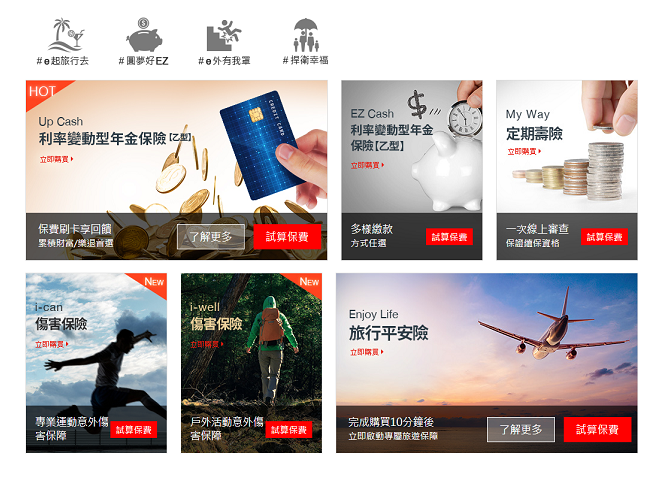 #e起旅行去
#圓夢好EZ
#e外有我罩
#捍衛幸福
HOT
Up Cash
利率變動型年金保險【乙型】
立即購買
CREDIT CARD
保費刷卡享回饋
累積財富/樂退首選
了解更多
試算保費
EZ Cash
利率變動型年金
保險【乙型】
立即購買
多樣繳款
方式任選
試算保費
My Way
定期壽險
立即購買
一次線上審查
保證續保資格
試算保費
NEW
i-can
傷害保險
立即購買
專業運動意外傷
害保障
試算保費
NEW
i-well
傷害保險
立即購買
戶外活動意外傷
害保障
試算保費
Enjoy Life
旅行平安險
立即購買
完成購買10分鐘後
立即啟動專屬旅遊保障
了解更多
試算保費